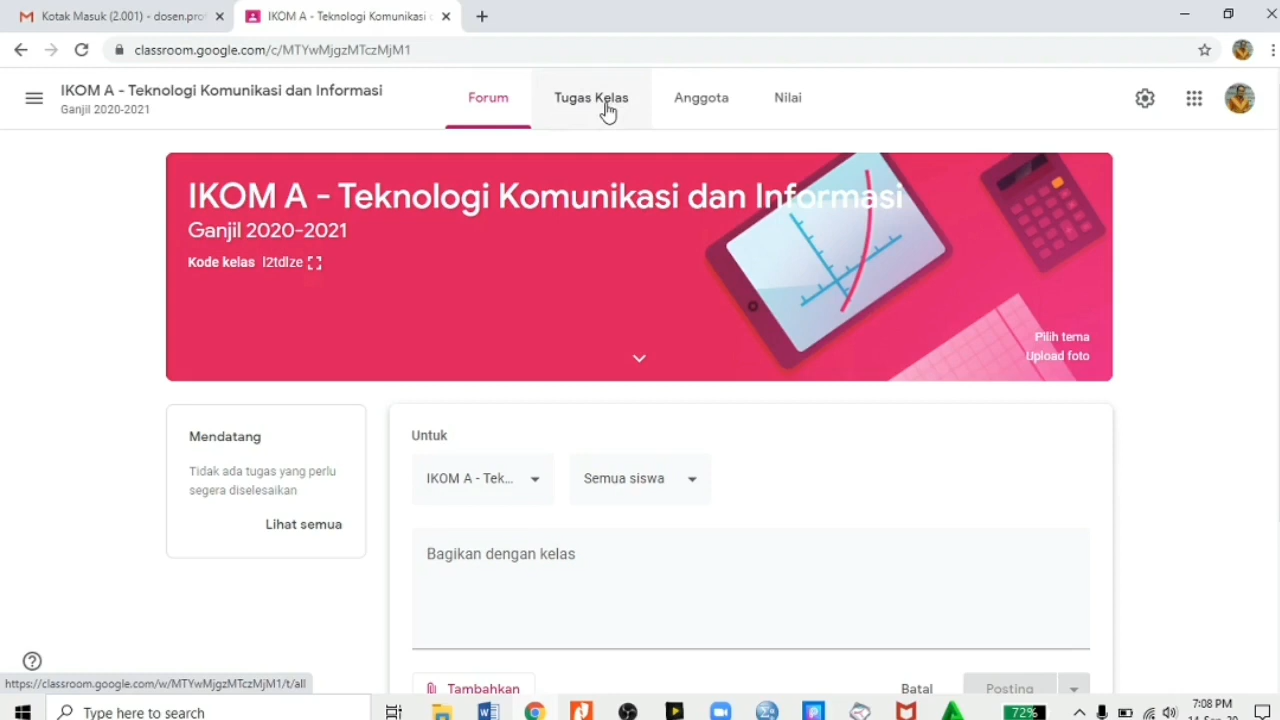 Kotak Masuk (2.001) - dosen.pro
IKOM A - Teknologi Komunikasi d
classroom.google.com/c/MTYwMjgzMTczMjM1
IKOM A - Teknologi Komunikasi dan Informasi
Ganjil 2020-2021
Forum
Tugas Kelas
Anggota
Nilai
IKOM A - Teknologi Komunikasi dan Informasi
Ganjil 2020-2021
Kode kelas l2tdlze
Pilih tema
Upload foto
Mendatang
Tidak ada tugas yang perlu
segera diselesaikan
Lihat semua
Untuk
IKOM A - Tek...
Semua siswa
Bagikan dengan kelas
Tambahkan
Batal
Posting
https://classroom.google.com/w/MTYwMjgzMTczMjM1/t/all
Type here to search
72%
7:08 PM